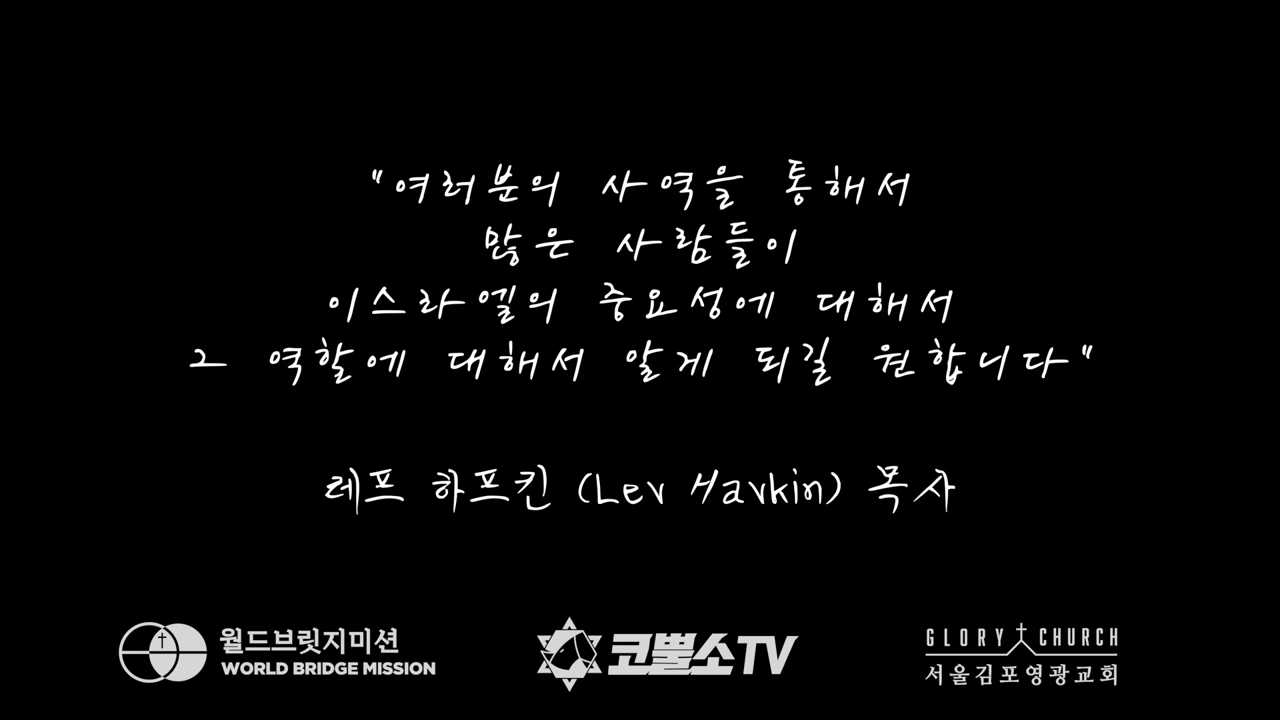 "여러분의 사역을 통해서
많은 사람들이
이스라엘의 중요성에 대해서
그 역할에 대해서 알게 되길 원합니다"
레프 하프킨 (Lev Havkin) 목사
월드브릿지미션
WORLD BRIDGE MISSION
코뿔소TV
GLORY CHURCH
서울김포영광교회